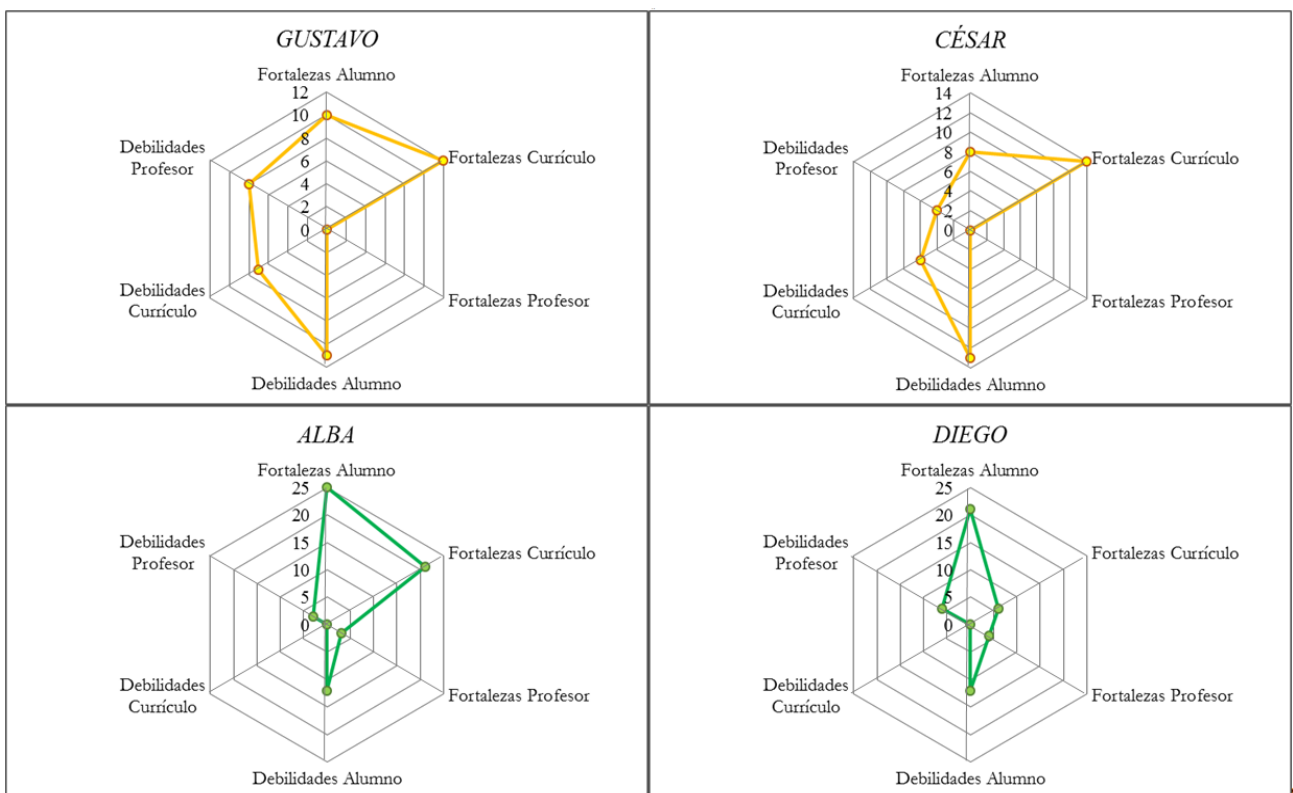 GUSTAVO
Fortalezas Alumno
12
10
8
6
4
2
0
Fortalezas Currículo
Fortalezas Profesor
Debilidades Alumno
Debilidades
Currículo
Debilidades
Profesor
CÉSAR
Fortalezas Alumno
14
12
10
8
6
4
2
0
Fortalezas Currículo
Fortalezas Profesor
Debilidades Alumno
Debilidades
Currículo
Debilidades
Profesor
ALBA
Fortalezas Alumno
25
20
15
10
5
0
Fortalezas Currículo
Fortalezas Profesor
Debilidades Alumno
Debilidades
Currículo
Debilidades
Profesor
DIEGO
Fortalezas Alumno
25
20
15
10
5
0
Fortalezas Currículo
Fortalezas Profesor
Debilidades Alumno
Debilidades
Currículo
Debilidades
Profesor